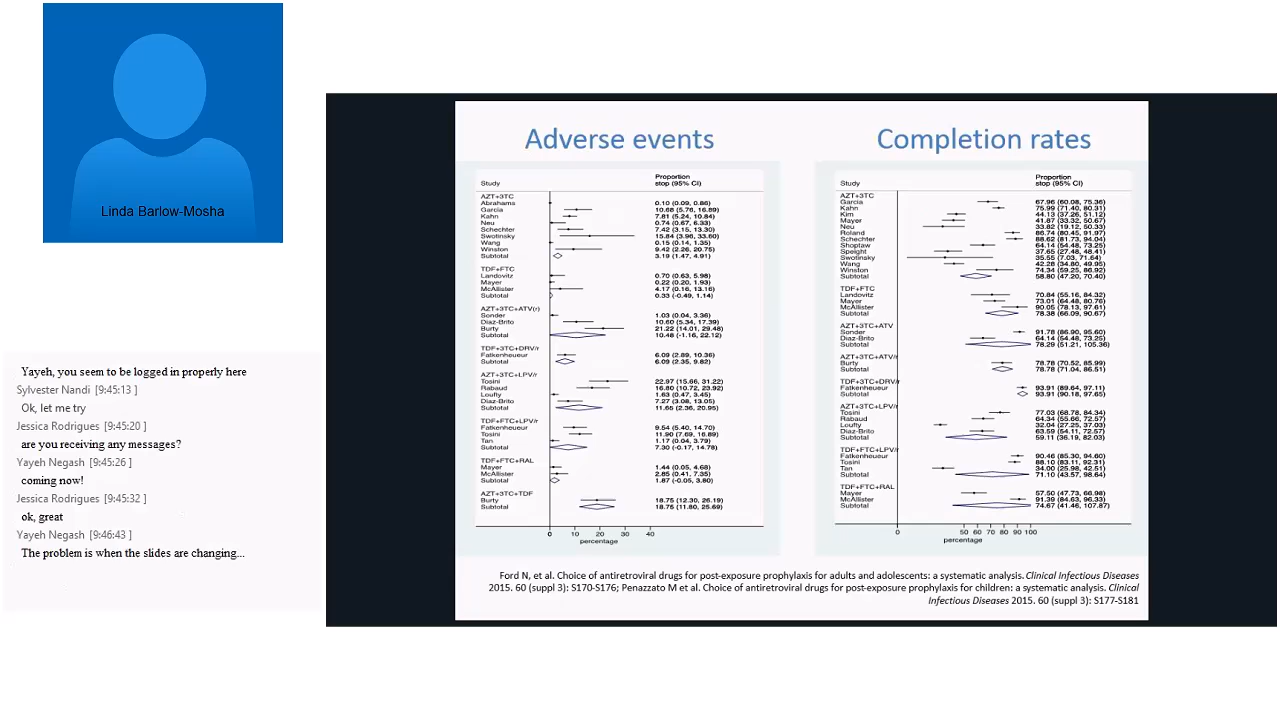 Linda Barlow-Mosha
Yayeh, you seem to be logged in properly here
Sylvester Nandi [9:45:13 ]
Ok, let me try
Jessica Rodrigues [9:45:20 ]
are you receiving any messages?
Yayeh Negash [9:45:26 ]
coming now!
Jessica Rodrigues [9:45:32 ]
ok, great
Yayeh Negash [9:46:43 ]
The problem is when the slides are changing...
Adverse events
Study
Proportion
stop (95% CI)
AZT+3TC
Abrahams 0.10 (0.09, 0.86)
Garcia 10.68 (5.76, 16.89)
Kahn 7.81 (5.24, 10.84)
Neu 0.74 (0.67, 6.33)
Schechter 7.42 (3.15, 13.30)
Swotinsky 15.84 (3.96, 33.60)
Wang 0.15 (0.14, 1.35)
Winston 9.42 (2.26, 20.75)
Subtotal 3.19 (1.47, 4.91)
TDF+FTC
Landovitz 0.70 (0.63, 5.98)
Mayer 0.22 (0.20, 1.93)
McAllister 4.17 (0.16, 13.16)
Subtotal 0.33 (-0.49, 1.14)
AZT+3TC+ATV(r)
Sonder 1.03 (0.04, 3.36)
Diaz-Brito 10.60 (5.34, 17.39)
Burty 21.22 (14.01, 29.48)
Subtotal 10.48 (-1.16, 22.12)
TDF+3TC+DRV/r
Fatkenheueur 6.09 (2.89, 10.36)
Subtotal 6.09 (2.35, 9.82)
AZT+3TC+LPV/r
Tosini 22.97 (15.66, 31.22)
Rabaud 16.80 (10.72, 23.92)
Loufty 1.63 (0.47, 3.45)
Diaz-Brito 7.27 (3.08, 13.05)
Subtotal 11.66 (2.36, 20.95)
TDF+FTC+LPV/r
Fatkenheueur 9.54 (5.40, 14.70)
Tosini 11.90 (7.69, 16.89)
Tan 1.17 (0.04, 3.79)
Subtotal 7.30 (-0.17, 14.78)
TDF+FTC+RAL
Mayer 1.44 (0.05, 4.68)
McAllister 2.85 (0.41, 7.35)
Subtotal 1.87 (-0.05, 3.80)
AZT+3TC+TDF
Burty 18.75 (12.30, 26.19)
Subtotal 18.75 (11.80, 25.69)
0 10 20 30 40
percentage
Completion rates
Study
Proportion
stop (95% CI)
AZT+3TC
Garcia 67.96 (60.08, 75.36)
Kahn 75.99 (71.40, 80.31)
Kim 44.13 (37.26, 51.12)
Mayer 41.87 (33.32, 50.67)
Neu 33.82 (19.12, 50.33)
Roland 86.74 (80.45, 91.97)
Schechter 88.62 (81.73, 94.04)
Shoptaw 64.14 (54.48, 73.25)
Speight 37.65 (27.48, 48.41)
Swotinsky 35.55 (7.03, 71.64)
Wang 42.28 (34.80, 49.95)
Winston 74.34 (59.25, 86.92)
Subtotal 58.80 (47.20, 70.40)
TDF+FTC
Landovitz 70.84 (55.16, 84.32)
Mayer 73.01 (64.48, 80.76)
McAllister 90.05 (78.13, 97.61)
Subtotal 78.38 (66.09, 90.67)
AZT+3TC+ATV
Sonder 91.78 (86.90, 95.60)
Diaz-Brito 64.14 (54.48, 73.25)
Subtotal 78.29 (51.21, 105.36)
AZT+3TC+ATV/r
Burty 78.78 (70.52, 85.99)
Subtotal 78.78 (71.04, 86.51)
TDF+3TC+DRV/r
Fatkenheueur 93.91 (89.64, 97.11)
Subtotal 93.91 (90.18, 97.65)
AZT+3TC+LPV/r
Tosini 77.03 (68.78, 84.34)
Rabaud 64.34 (55.66, 72.57)
Loufty 32.04 (27.25, 37.03)
Diaz-Brito 63.59 (54.11, 72.57)
Subtotal 59.11 (36.19, 82.03)
TDF+FTC+LPV/r
Fatkenheueur 90.46 (85.30, 94.60)
Tosini 88.10 (83.11, 92.31)
Tan 34.00 (25.98, 42.51)
Subtotal 71.10 (43.57, 98.64)
TDF+FTC+RAL
Mayer 57.50 (47.73, 66.98)
McAllister 91.39 (84.63, 96.33)
Subtotal 74.67 (41.46, 107.87)
0 50 60 70 80 90 100
percentage
Ford N, et al. Choice of antiretroviral drugs for post-exposure prophylaxis for adults and adolescents: a systematic analysis. Clinical Infectious Diseases
2015. 60 (suppl 3): S170-S176; Penazzato M et al. Choice of antiretroviral drugs for post-exposure prophylaxis for children: a systematic analysis. Clinical
Infectious Diseases 2015. 60 (suppl 3): S177-S181